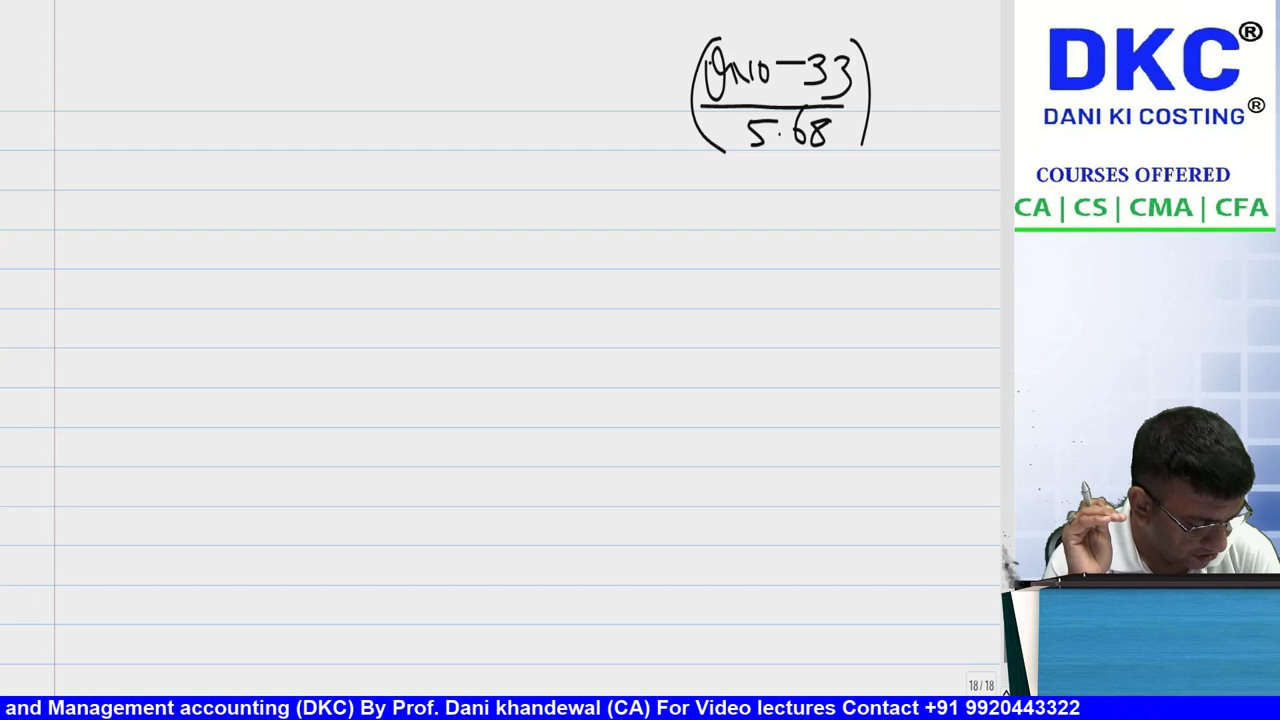 (Qno - 33)
5.68
DKC®
DANI KI COSTING®
COURSES OFFERED
CA | CS | CMA | CFA
18 / 18
and Management accounting (DKC) By Prof. Dani khandewal (CA) For Video lectures Contact +91 9920443322